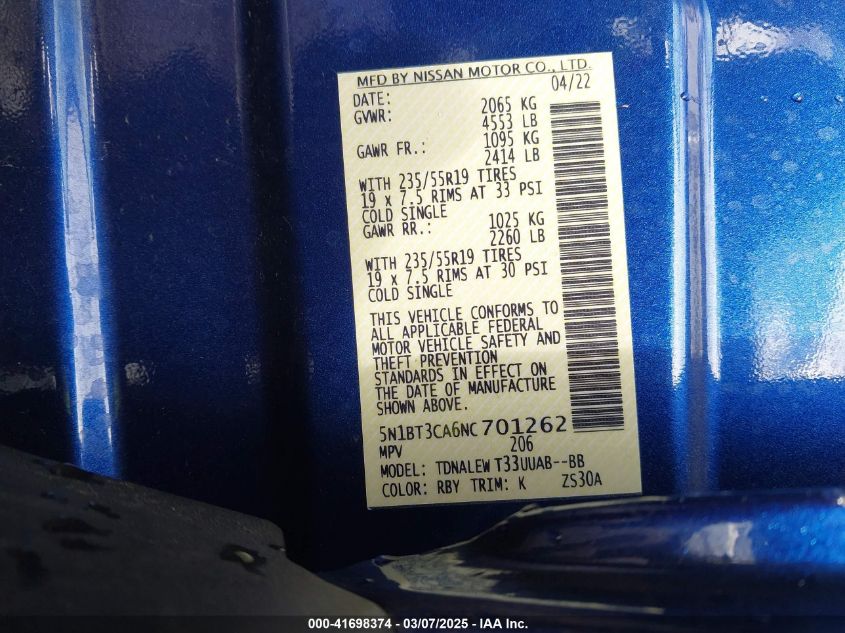 MFD BY NISSAN MOTOR CO., LTD.
DATE: 04/22
GVWR: 2065 KG
4553 LB
GAWR FR.: 1095 KG
2414 LB
WITH 235/55R19 TIRES
19 x 7.5 RIMS AT 33 PSI
COLD SINGLE
GAWR RR.: 1025 KG
2260 LB
WITH 235/55R19 TIRES
19 x 7.5 RIMS AT 30 PSI
COLD SINGLE
THIS VEHICLE CONFORMS TO
ALL APPLICABLE FEDERAL
MOTOR VEHICLE SAFETY AND
THEFT PREVENTION
STANDARDS IN EFFECT ON
THE DATE OF MANUFACTURE
SHOWN ABOVE.
5N1BT3CA6NC701262
MPV 206
MODEL: TDNALEW T33UUAB--BB
COLOR: RBY TRIM: K ZS30A
000-41698374 — 03/07/2025 — IAA Inc.